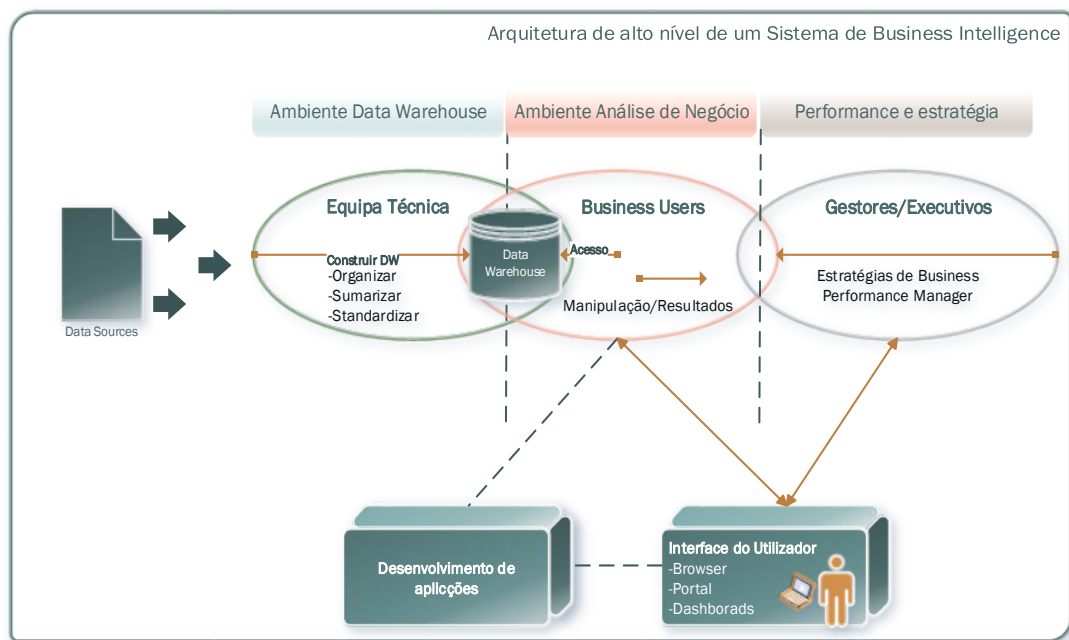 Arquitetura de alto nível de um Sistema de Business Intelligence
Ambiente Data Warehouse
Ambiente Análise de Negócio
Performance e estratégia
Equipa Técnica
Business Users
Gestores/Executivos
Data Sources
Construir DW
-Organizar
-Sumarizar
-Standardizar
Data
Warehouse
Acesso
Manipulação/Resultados
Estratégias de Business
Performance Manager
Desenvolvimento de
aplicções
Interface do Utilizador
-Browser
-Portal
-Dashborads